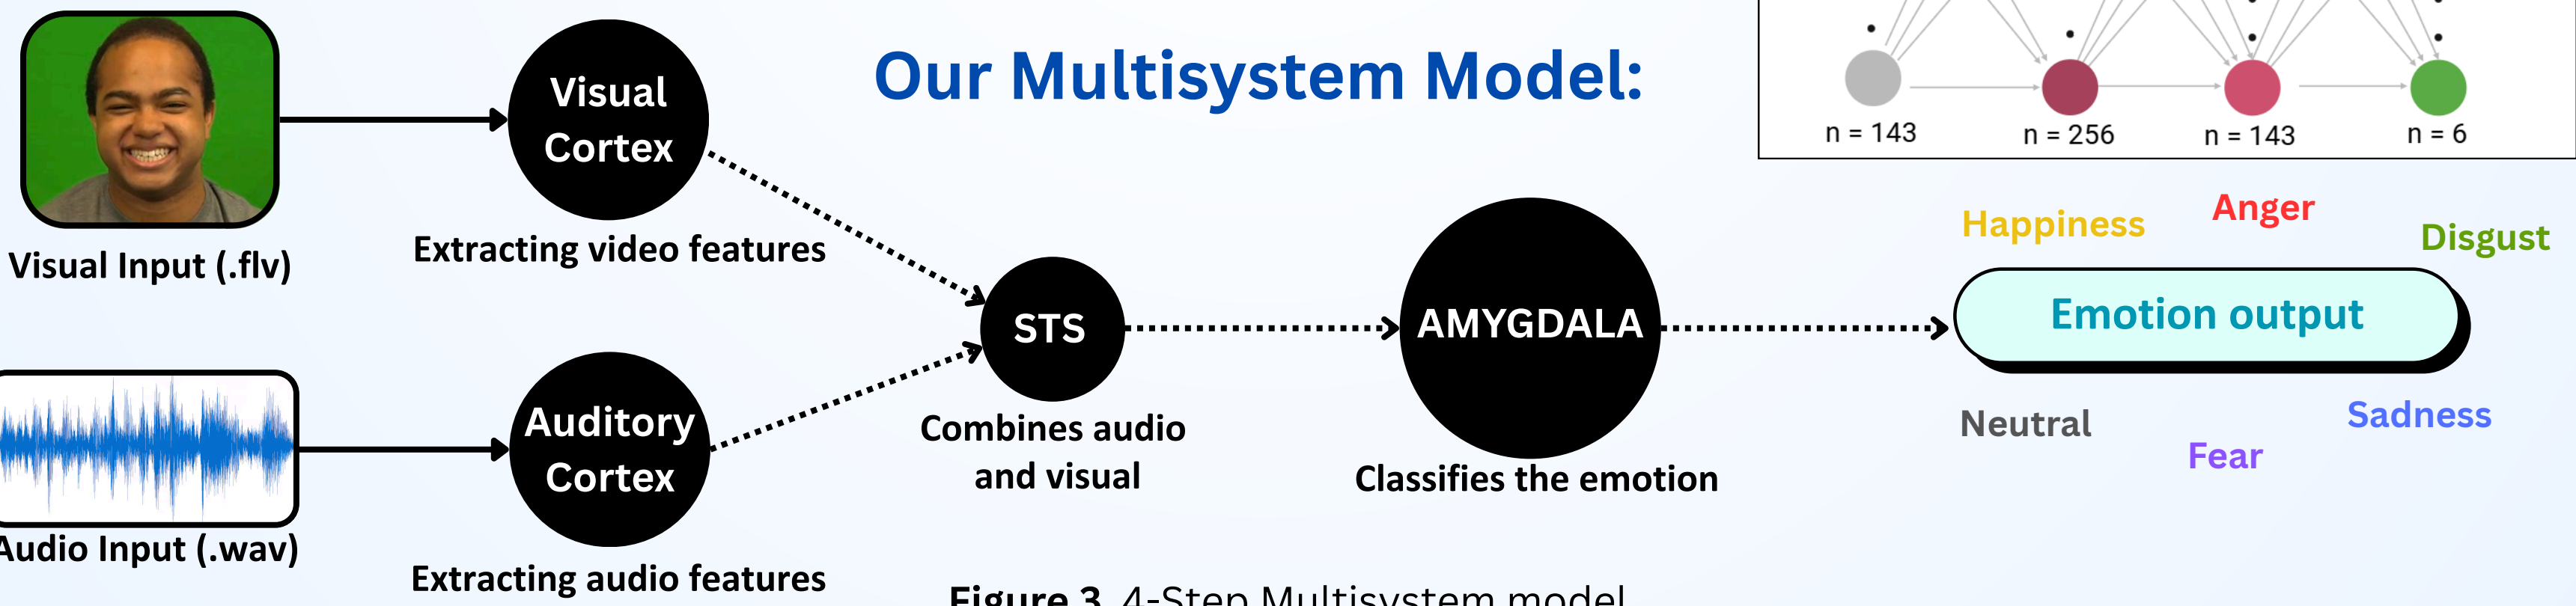 Our Multisystem Model:
Visual
Cortex
Visual Input (.flv)
Extracting video features
n = 143
n = 256
n = 143
n = 6
Happiness
Anger
Disgust
STS
AMYGDALA
Emotion output
Combines audio
and visual
Classifies the emotion
Neutral
Fear
Sadness
Auditory
Cortex
Audio Input (.wav)
Extracting audio features
Figure 3. 4-Step Multisystem model